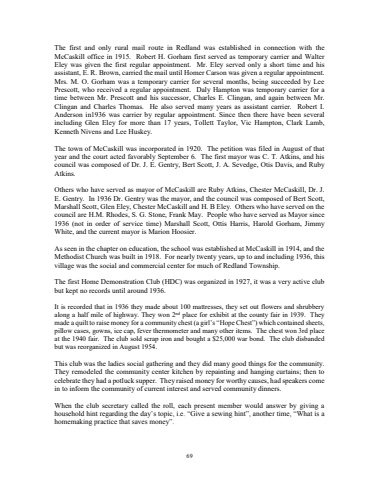 The first and only rural mail route in Redland was established in connection with the
McCaskill office in 1915. Robert H. Gorham first served as temporary carrier and Walter
Eley was given the first regular appointment. Mr. Eley served only a short time and his
assistant, E. R. Brown, carried the mail until Homer Carson was given a regular appointment.
Mrs. M. O. Gorham was a temporary carrier for several months, being succeeded by Lee
Prescott, who received a regular appointment. Daly Hampton was temporary carrier for a
time between Mr. Prescott and his successor, Charles E. Clingan, and again between Mr.
Clingan and Charles Thomas. He also served many years as assistant carrier. Robert I.
Anderson in1936 was carrier by regular appointment. Since then there have been several
including Glen Eley for more than 17 years, Tollett Taylor, Vic Hampton, Clark Lamb,
Kenneth Nivens and Lee Huskey.
The town of McCaskill was incorporated in 1920. The petition was filed in August of that
year and the court acted favorably September 6. The first mayor was C. T. Atkins, and his
council was composed of Dr. J. E. Gentry, Bert Scott, J. A. Sevedge, Otis Davis, and Ruby
Atkins.
Others who have served as mayor of McCaskill are Ruby Atkins, Chester McCaskill, Dr. J.
E. Gentry. In 1936 Dr. Gentry was the mayor, and the council was composed of Bert Scott,
Marshall Scott, Glen Eley, Chester McCaskill and H. B Eley. Others who have served on the
council are H.M. Rhodes, S. G. Stone, Frank May. People who have served as Mayor since
1936 (not in order of service time) Marshall Scott, Ottis Harris, Harold Gorham, Jimmy
White, and the current mayor is Marion Hoosier.
As seen in the chapter on education, the school was established at McCaskill in 1914, and the
Methodist Church was built in 1918. For nearly twenty years, up to and including 1936, this
village was the social and commercial center for much of Redland Township.
The first Home Demonstration Club (HDC) was organized in 1927, it was a very active club
but kept no records until around 1936.
It is recorded that in 1936 they made about 100 mattresses, they set out flowers and shrubbery
along a half mile of highway. They won 2nd place for exhibit at the county fair in 1939. They
made a quilt to raise money for a community chest (a girl's "Hope Chest") which contained sheets,
pillow cases, gowns, ice cap, fever thermometer and many other items. The chest won 3ed place
at the 1940 fair. The club sold scrap iron and bought a $25,000 war bond. The club disbanded
but was reorganized in August 1954.
This club was the ladies social gathering and they did many good things for the community.
They remodeled the community center kitchen by repainting and hanging curtains; then to
celebrate they had a potluck supper. They raised money for worthy causes, had speakers come
in to inform the community of current interest and served community dinners.
When the club secretary called the roll, each present member would answer by giving a
household hint regarding the day's topic, i.e. "Give a sewing hint", another time, "What is a
homemaking practice that saves money".
69